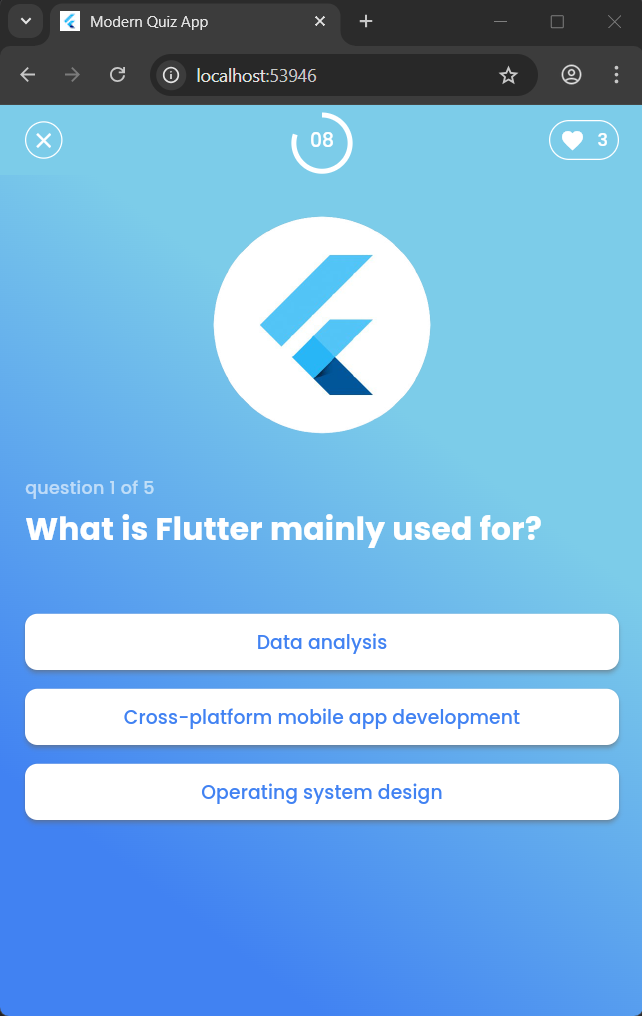 Modern Quiz App
localhost:53946
08
3
question 1 of 5
What is Flutter mainly used for?
Data analysis
Cross-platform mobile app development
Operating system design